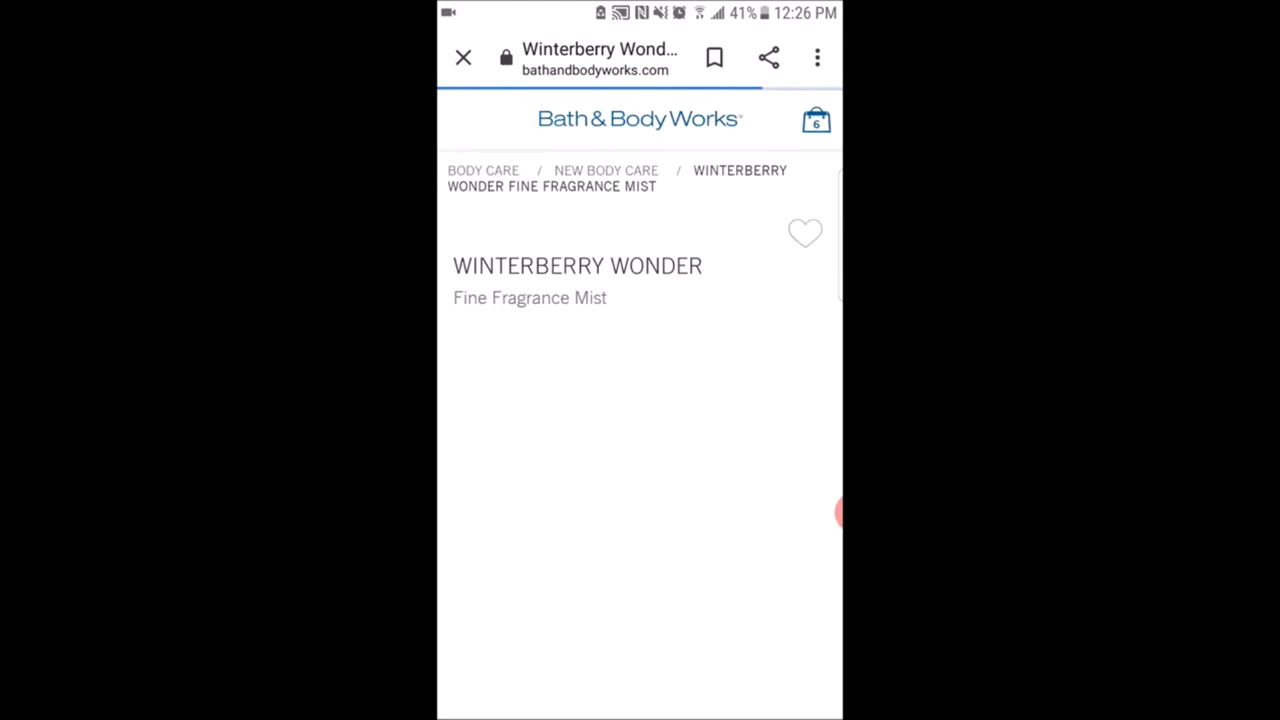 41% 12:26 PM
Winterberry Wond...
bathandbodyworks.com
Bath & Body Works®
6
BODY CARE / NEW BODY CARE / WINTERBERRY
WONDER FINE FRAGRANCE MIST
WINTERBERRY WONDER
Fine Fragrance Mist